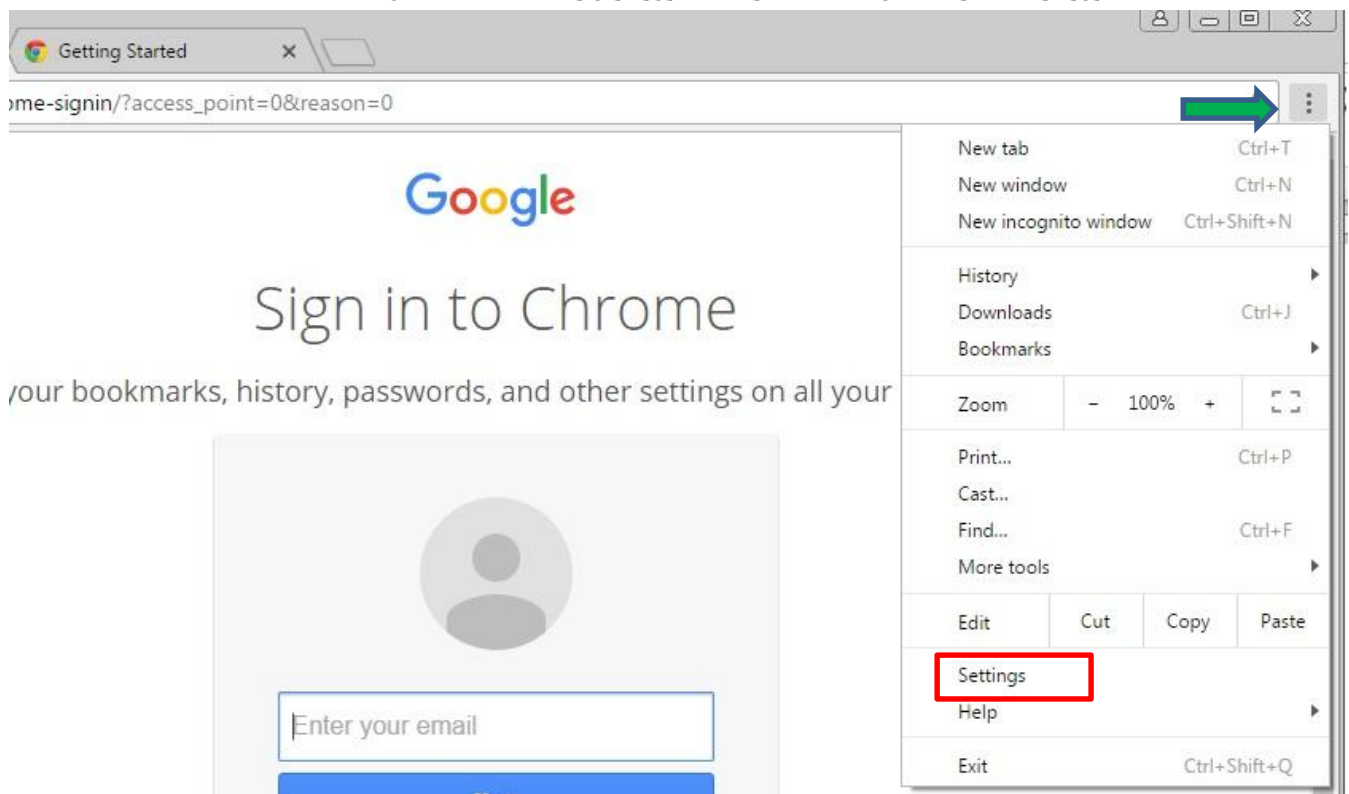 Getting Started
ome-signin/?access_point=0&reason=0
Google
Sign in to Chrome
your bookmarks, history, passwords, and other settings on all your
Enter your email
New tab Ctrl+T
New window Ctrl+N
New incognito window Ctrl+Shift+N
History
Downloads Ctrl+J
Bookmarks
Zoom - 100% +
Print... Ctrl+P
Cast...
Find... Ctrl+F
More tools
Edit Cut Copy Paste
Settings
Help
Exit Ctrl+Shift+Q